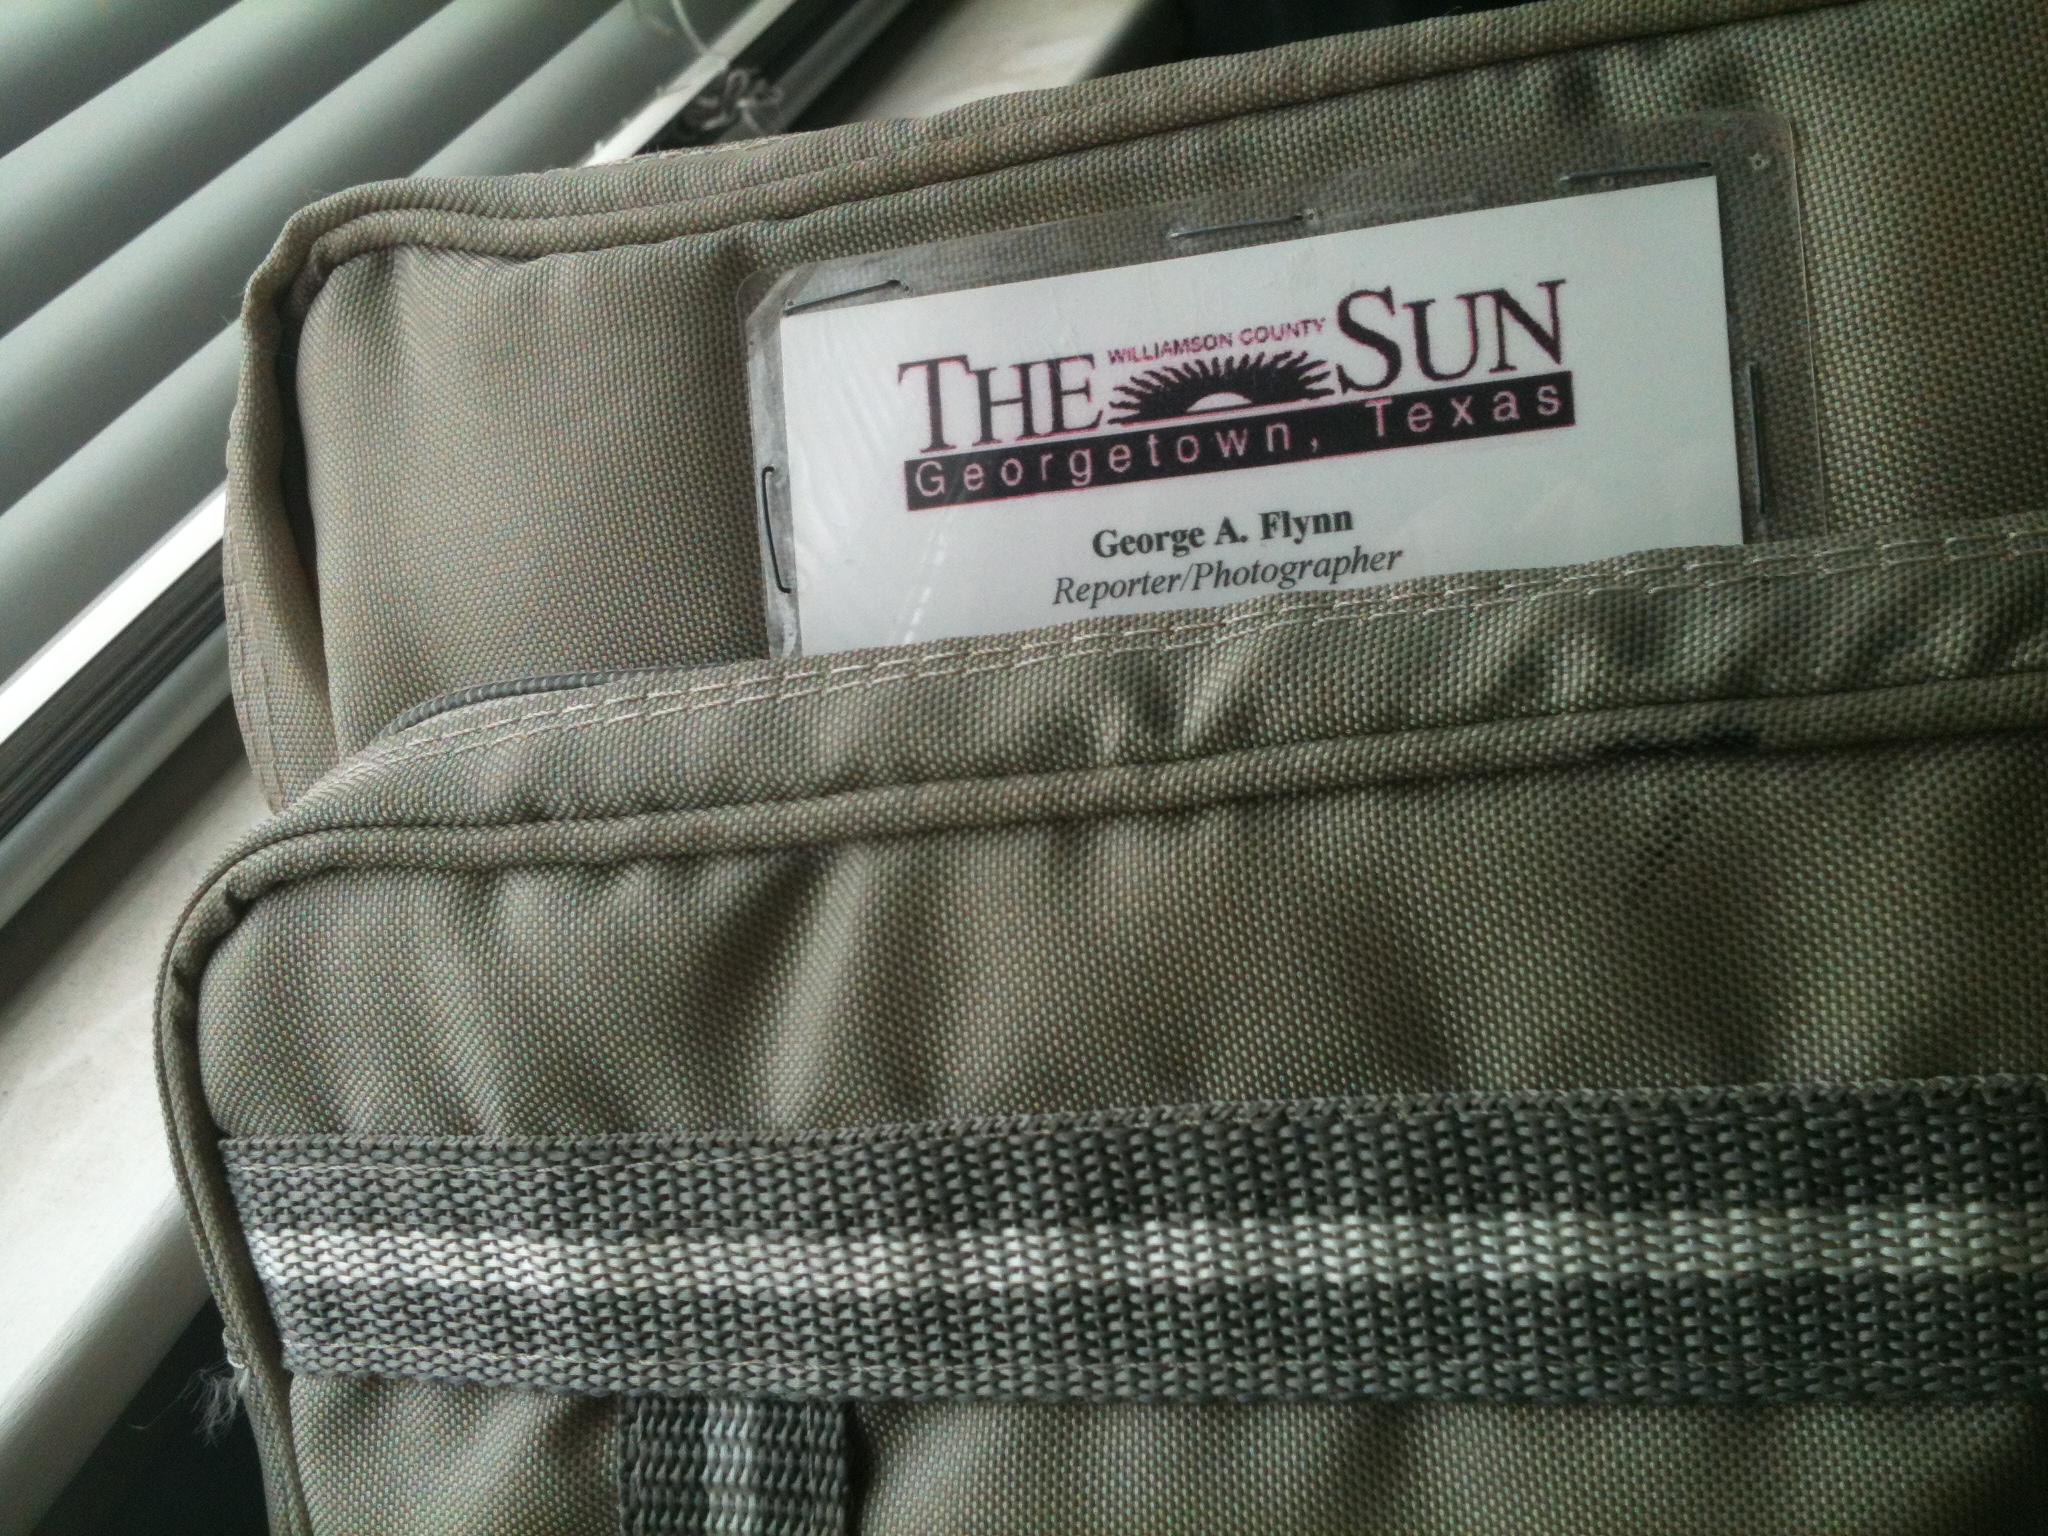 WILLIAMSON COUNTY
THE SUN
Georgetown, Texas
George A. Flynn
Reporter/Photographer